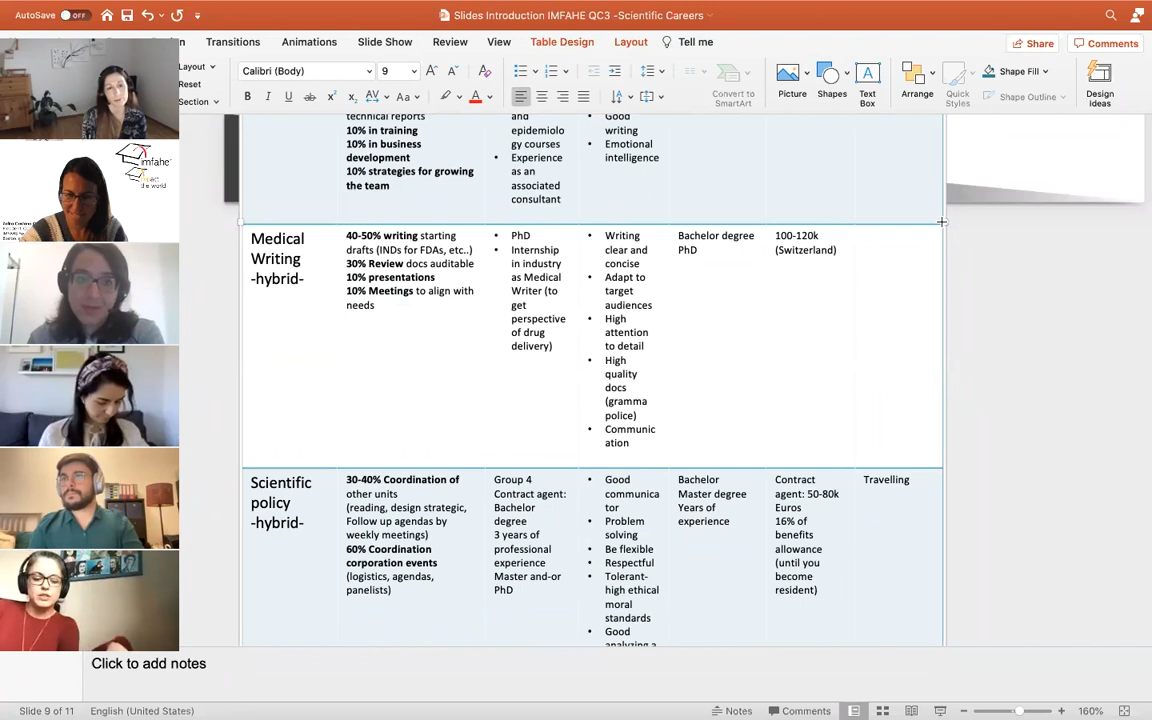 AutoSave OFF
Slides Introduction IMFAHE QC3 -Scientific Careers
Transitions Animations Slide Show Review View Table Design Layout Tell me
Share Comments
Layout
Reset
Section
Calibri (Body) 9
Convert to SmartArt
Picture
Shapes
Text Box
Arrange
Quick Styles
Shape Fill
Shape Outline
Design Ideas
imfahe
the world
technical reports
10% in training
10% in business
development
10% strategies for growing
the team
and
epidemiolo
gy courses
• Experience
as an
associated
consultant
• Good
writing
• Emotional
intelligence
Medical
Writing
-hybrid-
40-50% writing starting
drafts (INDs for FDAs, etc..)
30% Review docs auditable
10% presentations
10% Meetings to align with
needs
• PhD
• Internship
in industry
as Medical
Writer (to
get
perspective
of drug
delivery)
• Writing
clear and
concise
• Adapt to
target
audiences
• High
attention
to detail
• High
quality
docs
(gramma
police)
• Communic
ation
Bachelor degree
PhD
100-120k
(Switzerland)
Scientific
policy
-hybrid-
30-40% Coordination of
other units
(reading, design strategic,
Follow up agendas by
weekly meetings)
60% Coordination
corporation events
(logistics, agendas,
panelists)
Group 4
Contract agent:
Bachelor
degree
3 years of
professional
experience
Master and-or
PhD
• Good
communica
tor
• Problem
solving
• Be flexible
• Respectful
• Tolerant-
high ethical
moral
standards
• Good
analyzing a
Bachelor
Master degree
Years of
experience
Contract
agent: 50-80k
Euros
16% of
benefits
allowance
(until you
become
resident)
Travelling
Click to add notes
Slide 9 of 11 English (United States) Notes Comments 160%